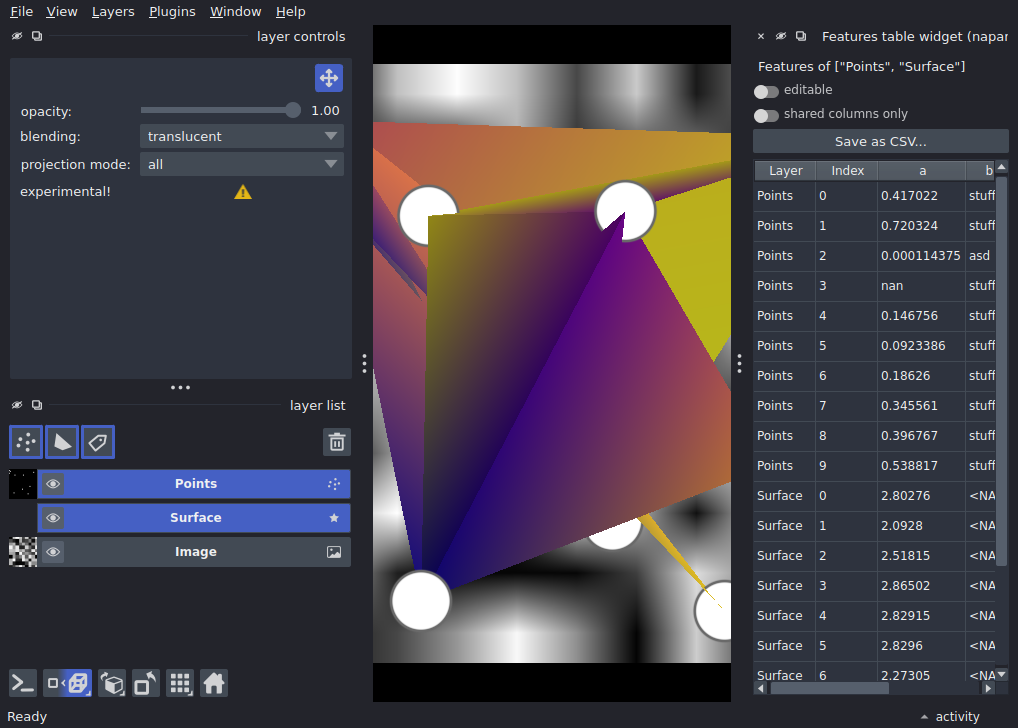 File View Layers Plugins Window Help
layer controls
opacity: 1.00
blending: translucent
projection mode: all
experimental!
layer list
Points
Surface
Image
Ready
Features table widget (napar
Features of ["Points", "Surface"]
editable
shared columns only
Save as CSV...
Layer Index a b
Points 0 0.417022 stuff
Points 1 0.720324 stuff
Points 2 0.000114375 asd
Points 3 nan stuff
Points 4 0.146756 stuff
Points 5 0.0923386 stuff
Points 6 0.18626 stuff
Points 7 0.345561 stuff
Points 8 0.396767 stuff
Points 9 0.538817 stuff
Surface 0 2.80276 <NA
Surface 1 2.0928 <NA
Surface 2 2.51815 <NA
Surface 3 2.86502 <NA
Surface 4 2.82915 <NA
Surface 5 2.8296 <NA
Surface 6 2.27305 <NA
activity